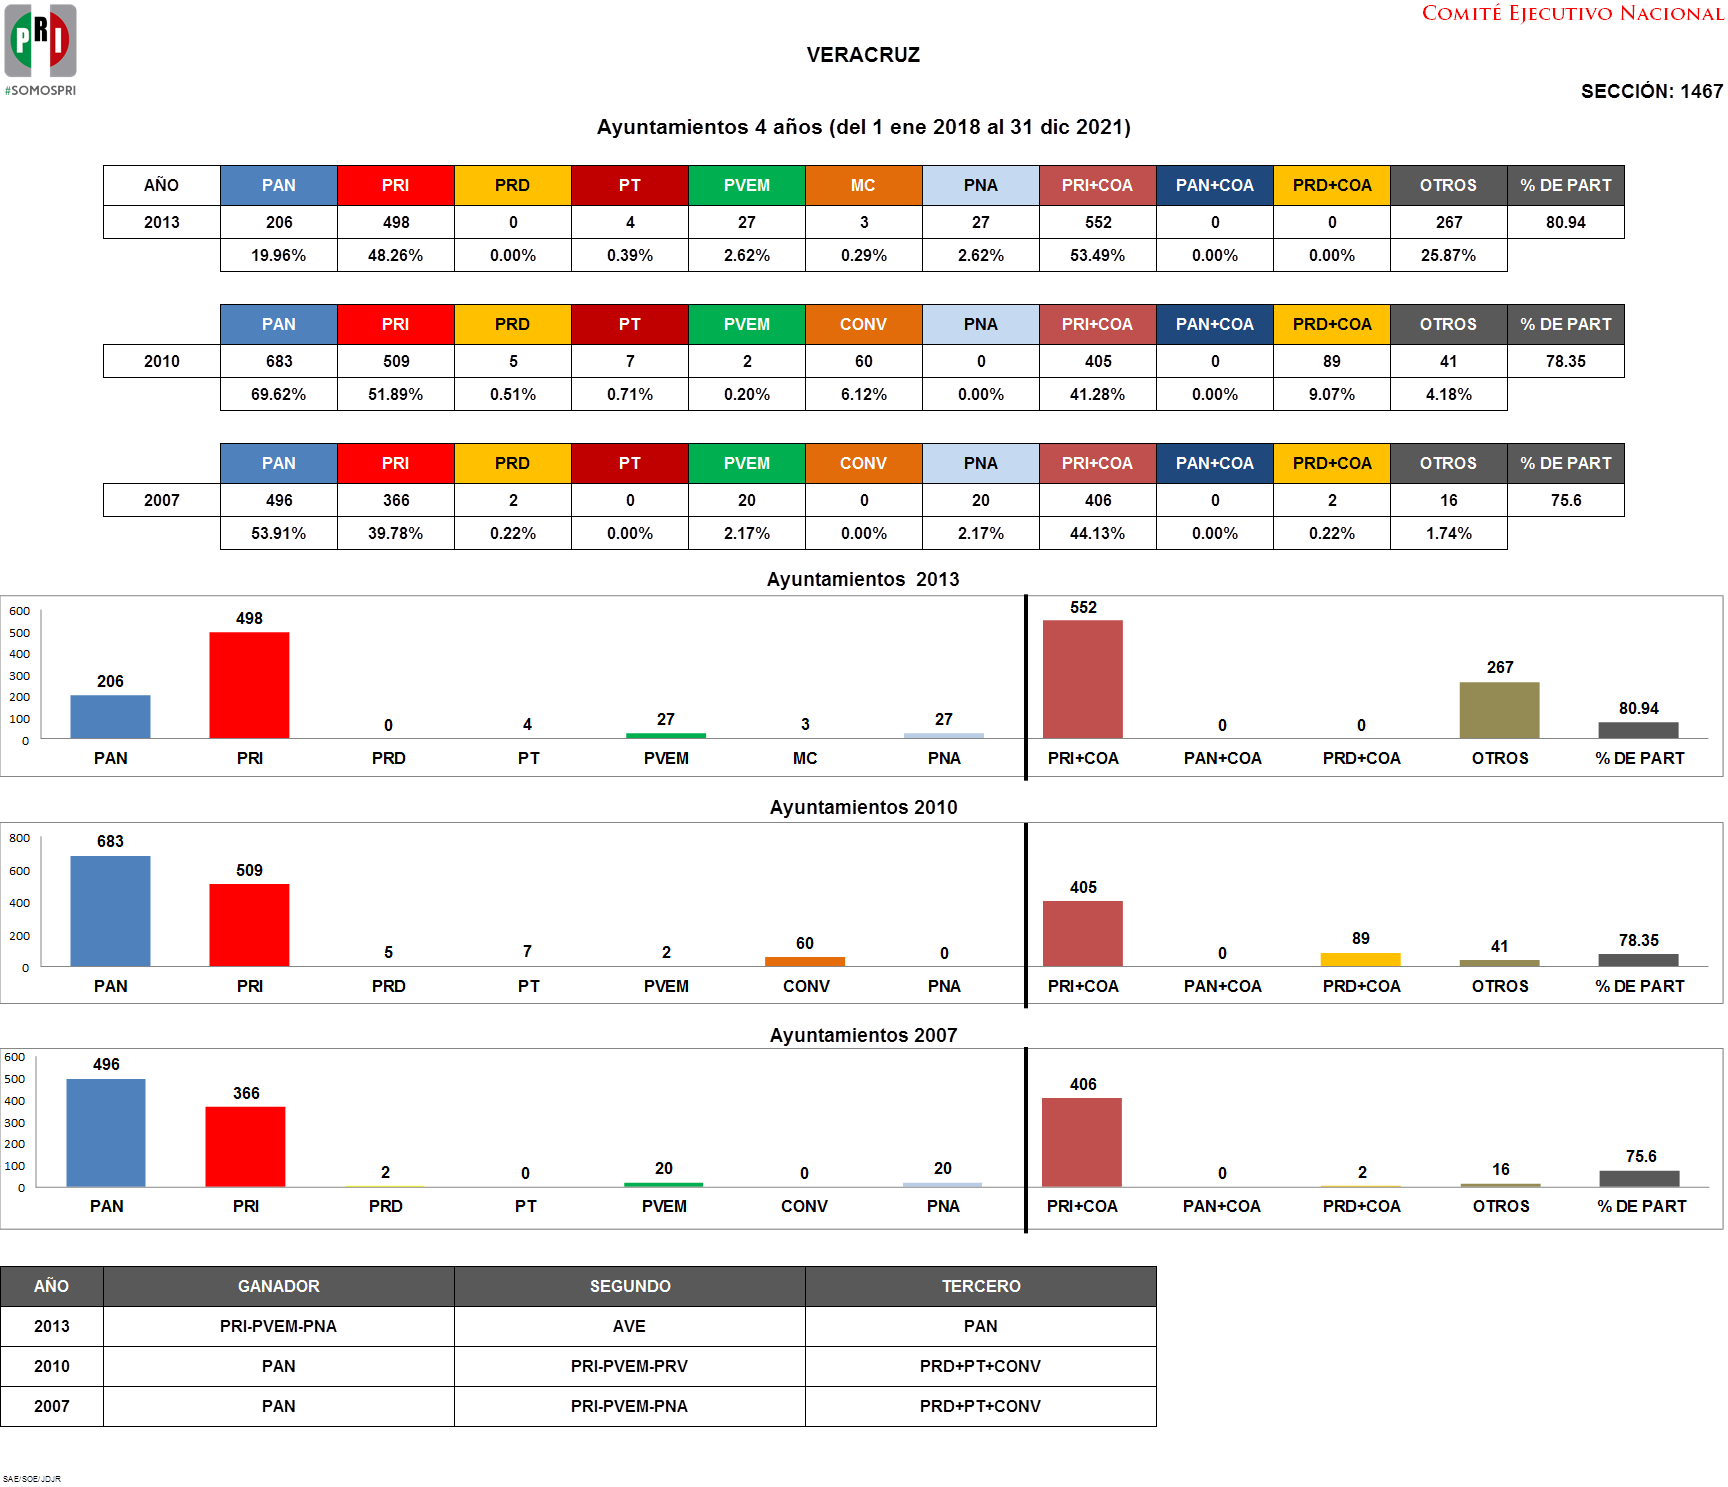 PRI
#SOMOSPRI
COMITÉ EJECUTIVO NACIONAL
VERACRUZ
SECCIÓN: 1467
Ayuntamientos 4 años (del 1 ene 2018 al 31 dic 2021)
AÑO PAN PRI PRD PT PVEM MC PNA PRI+COA PAN+COA PRD+COA OTROS % DE PART
2013 206 498 0 4 27 3 27 552 0 0 267 80.94
19.96% 48.26% 0.00% 0.39% 2.62% 0.29% 2.62% 53.49% 0.00% 0.00% 25.87%
PAN PRI PRD PT PVEM CONV PNA PRI+COA PAN+COA PRD+COA OTROS % DE PART
2010 683 509 5 7 2 60 0 405 0 89 41 78.35
69.62% 51.89% 0.51% 0.71% 0.20% 6.12% 0.00% 41.28% 0.00% 9.07% 4.18%
PAN PRI PRD PT PVEM CONV PNA PRI+COA PAN+COA PRD+COA OTROS % DE PART
2007 496 366 2 0 20 0 20 406 0 2 16 75.6
53.91% 39.78% 0.22% 0.00% 2.17% 0.00% 2.17% 44.13% 0.00% 0.22% 1.74%
Ayuntamientos 2013
600
500
400
300
200
100
0
206 498 0 4 27 3 27 552 0 0 267 80.94
PAN PRI PRD PT PVEM MC PNA PRI+COA PAN+COA PRD+COA OTROS % DE PART
Ayuntamientos 2010
800
600
400
200
0
683 509 5 7 2 60 0 405 0 89 41 78.35
PAN PRI PRD PT PVEM CONV PNA PRI+COA PAN+COA PRD+COA OTROS % DE PART
Ayuntamientos 2007
600
500
400
300
200
100
0
496 366 2 0 20 0 20 406 0 2 16 75.6
PAN PRI PRD PT PVEM CONV PNA PRI+COA PAN+COA PRD+COA OTROS % DE PART
AÑO GANADOR SEGUNDO TERCERO
2013 PRI-PVEM-PNA AVE PAN
2010 PAN PRI-PVEM-PRV PRD+PT+CONV
2007 PAN PRI-PVEM-PNA PRD+PT+CONV
SAE/SOE/JDJR